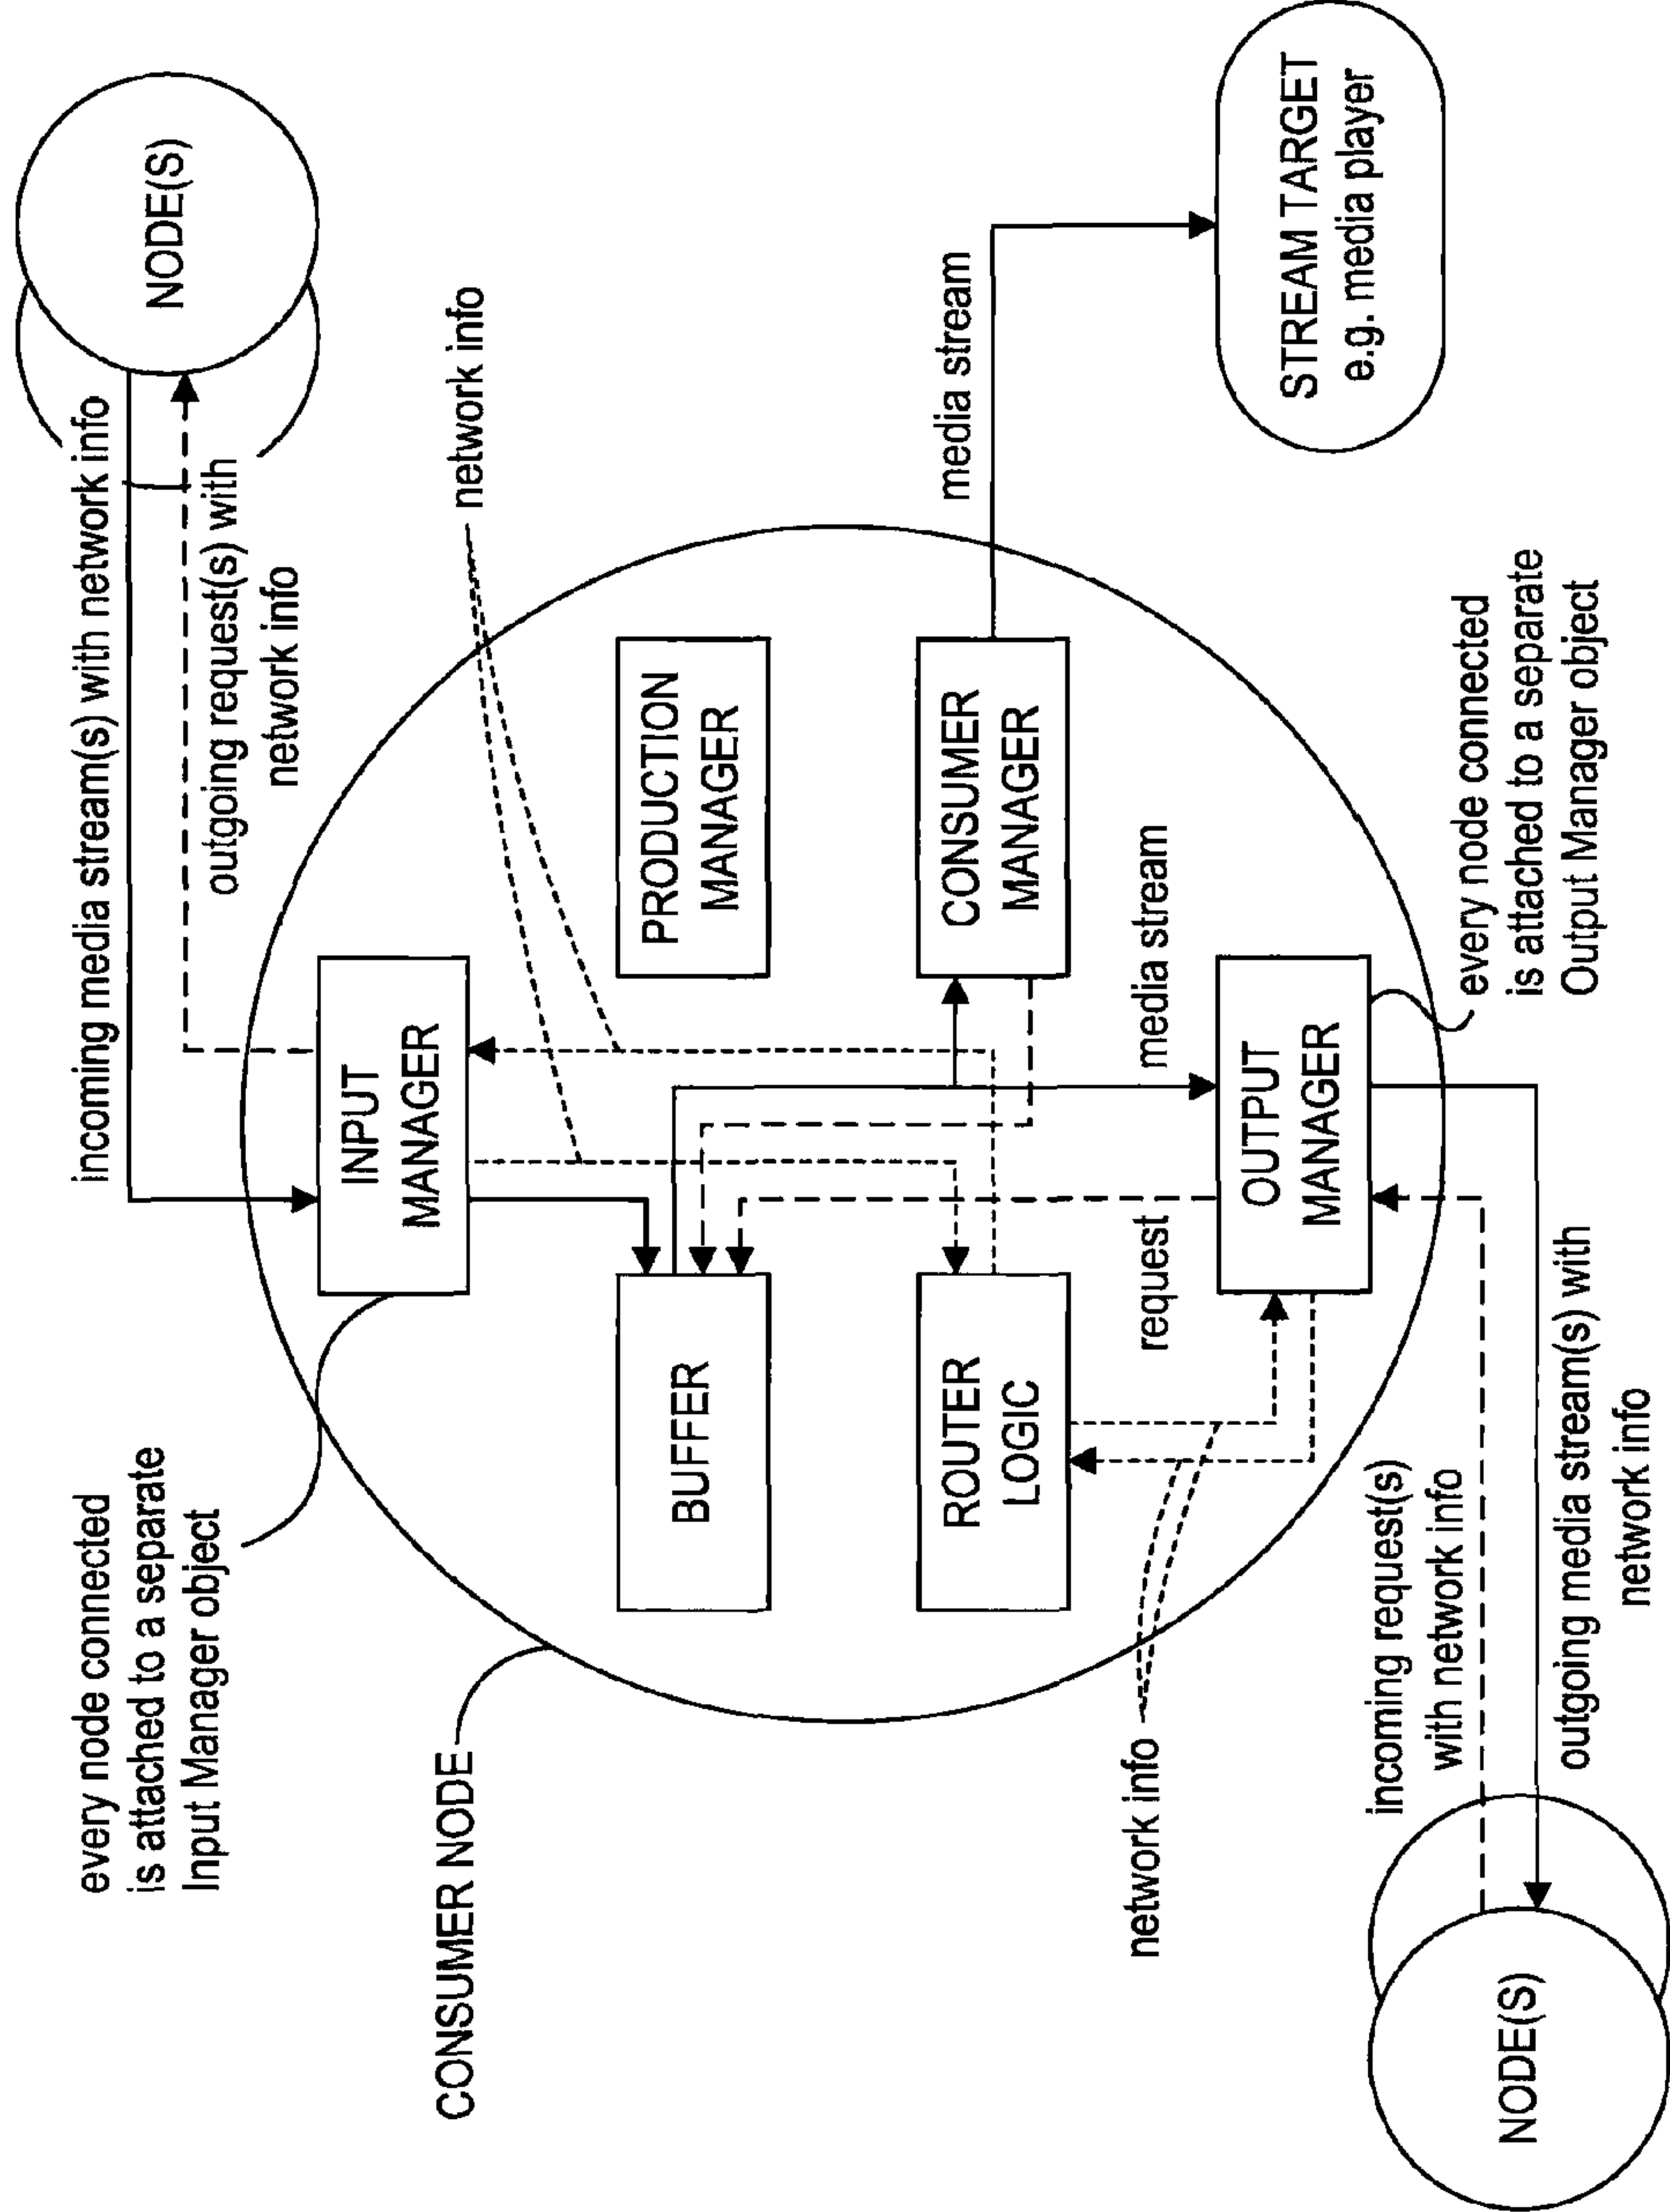 every node connected
is attached to a separate
Input Manager object
incoming media stream(s) with network info
outgoing request(s) with
network info
NODE(S)
CONSUMER NODE
INPUT
MANAGER
network info
BUFFER
PRODUCTION
MANAGER
ROUTER
LOGIC
CONSUMER
MANAGER
media stream
network info
request
media stream
OUTPUT
MANAGER
STREAM TARGET
e.g. media player
incoming request(s)
with network info
every node connected
is attached to a separate
Output Manager object
NODE(S)
outgoing media stream(s) with
network info